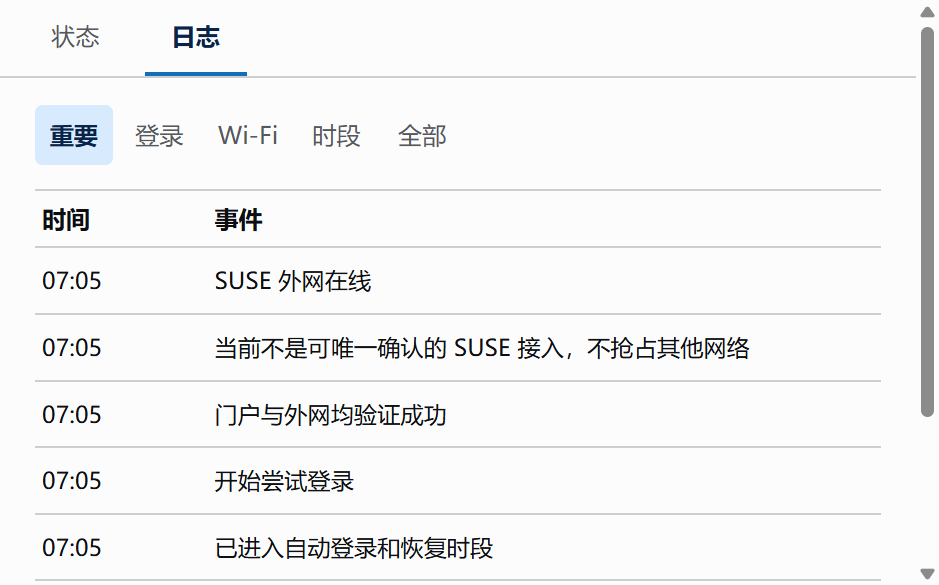 状态 日志
重要 登录 Wi-Fi 时段 全部
时间 事件
07:05 SUSE 外网在线
07:05 当前不是可唯一确认的 SUSE 接入，不抢占其他网络
07:05 门户与外网均验证成功
07:05 开始尝试登录
07:05 已进入自动登录和恢复时段